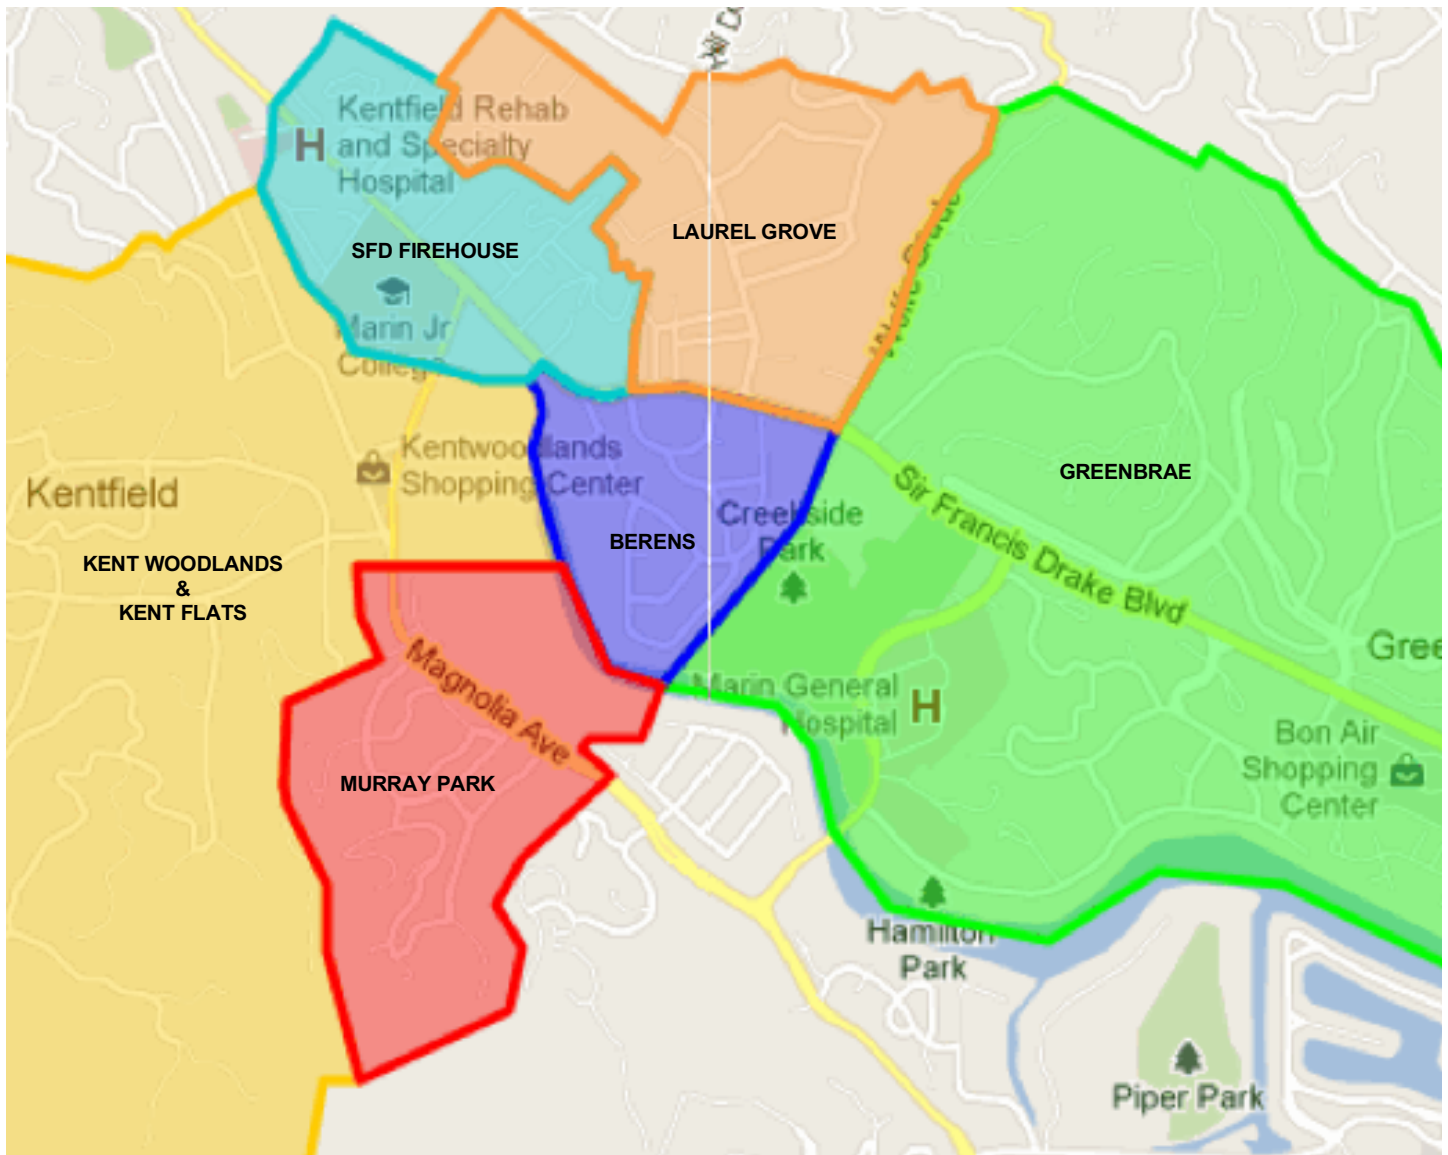 Kentfield Rehab
and Specialty
Hospital
H
SFD FIREHOUSE
LAUREL GROVE
Marin Jr
College
Kentwoodlands
Shopping Center
Kentfield
KENT WOODLANDS
&
KENT FLATS
BERENS
Creekside
Park
GREENBRAE
Sir Francis Drake Blvd
Magnolia Ave
MURRAY PARK
Marin General
Hospital
H
Bon Air
Shopping
Center
Hamilton
Park
Piper Park